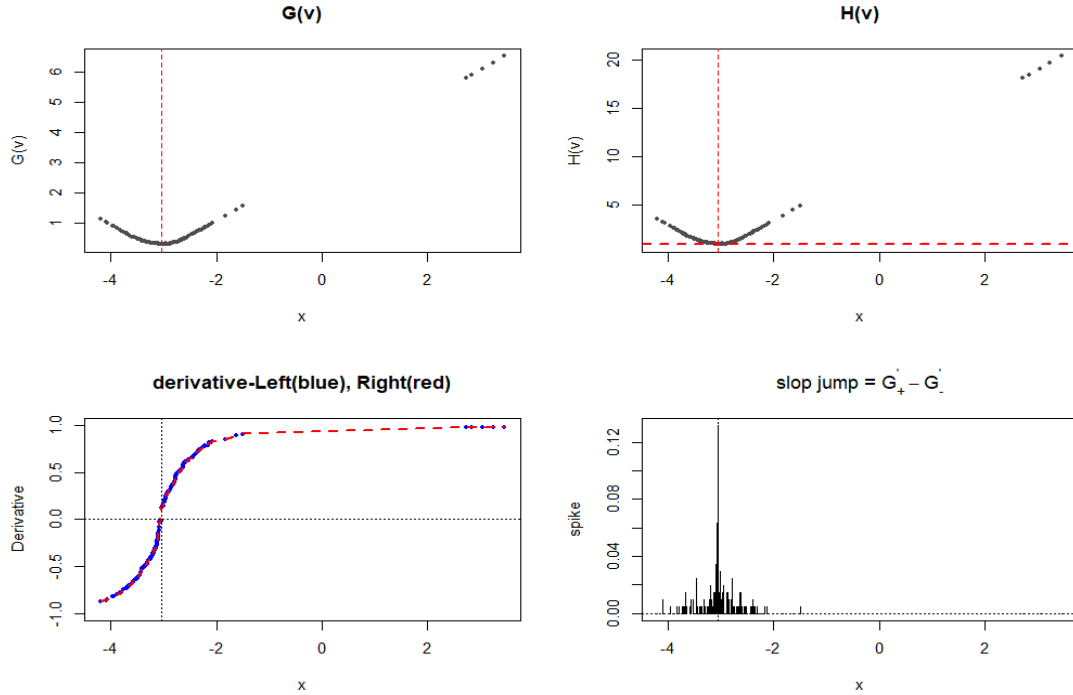 G(v)
G(v)
1 2 3 4 5 6
-4 -2 0 2
x
H(v)
H(v)
5 10 15 20
-4 -2 0 2
x
derivative-Left(blue), Right(red)
Derivative
-1.0 -0.5 0.0 0.5 1.0
-4 -2 0 2
x
slop jump = G'₊ − G'₋
spike
0.00 0.04 0.08 0.12
-4 -2 0 2
x